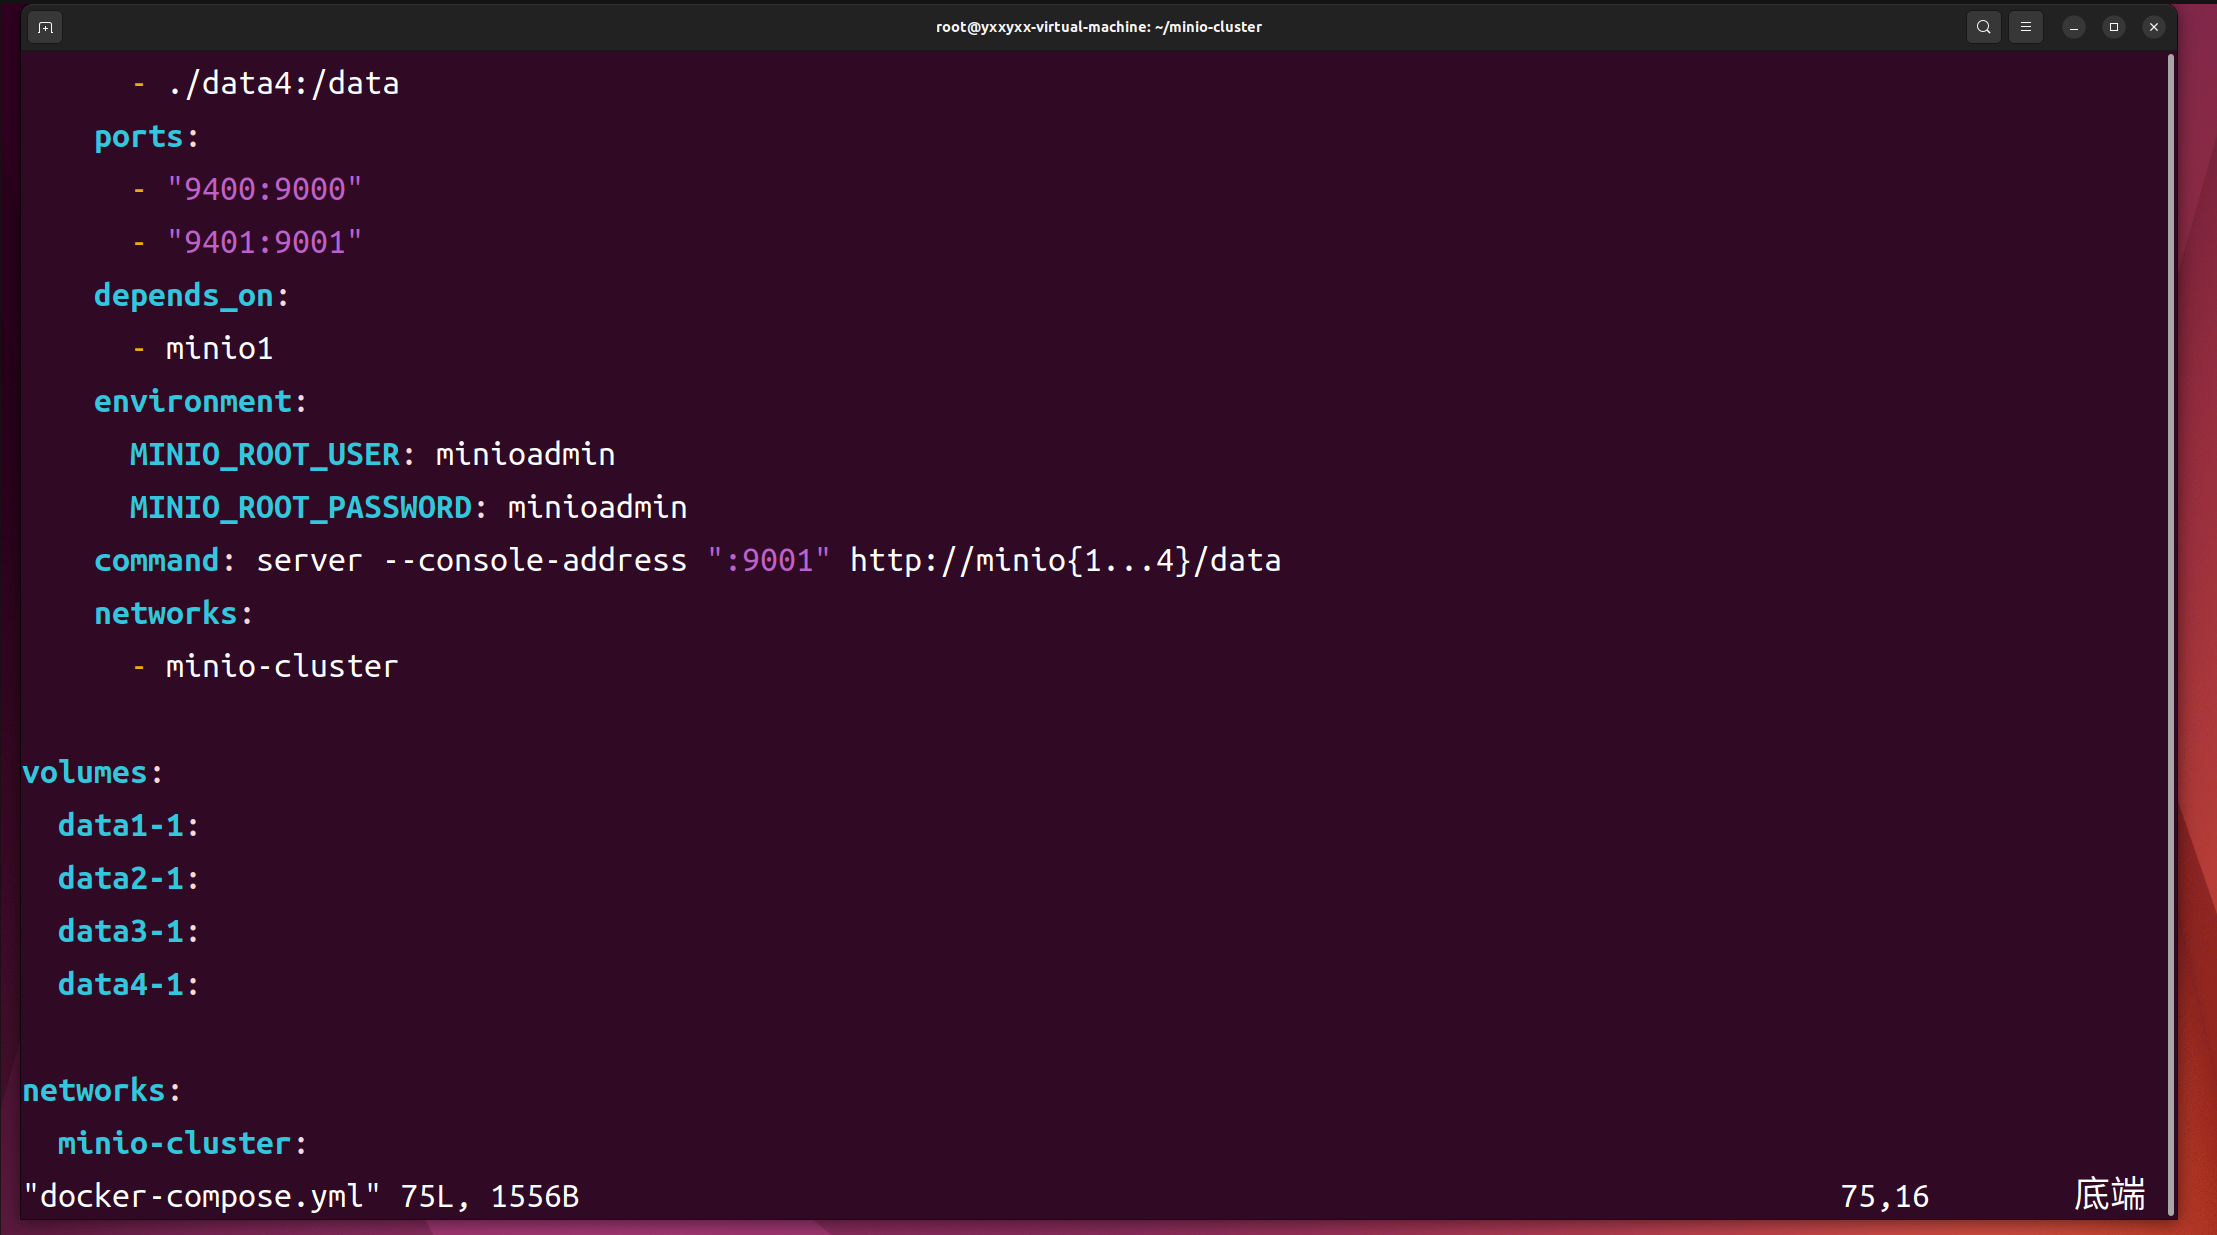 root@yxxyxx-virtual-machine: ~/minio-cluster
      - ./data4:/data
    ports:
      - "9400:9000"
      - "9401:9001"
    depends_on:
      - minio1
    environment:
      MINIO_ROOT_USER: minioadmin
      MINIO_ROOT_PASSWORD: minioadmin
    command: server --console-address ":9001" http://minio{1...4}/data
    networks:
      - minio-cluster

volumes:
  data1-1:
  data2-1:
  data3-1:
  data4-1:

networks:
  minio-cluster:
"docker-compose.yml" 75L, 1556B 75,16 底端